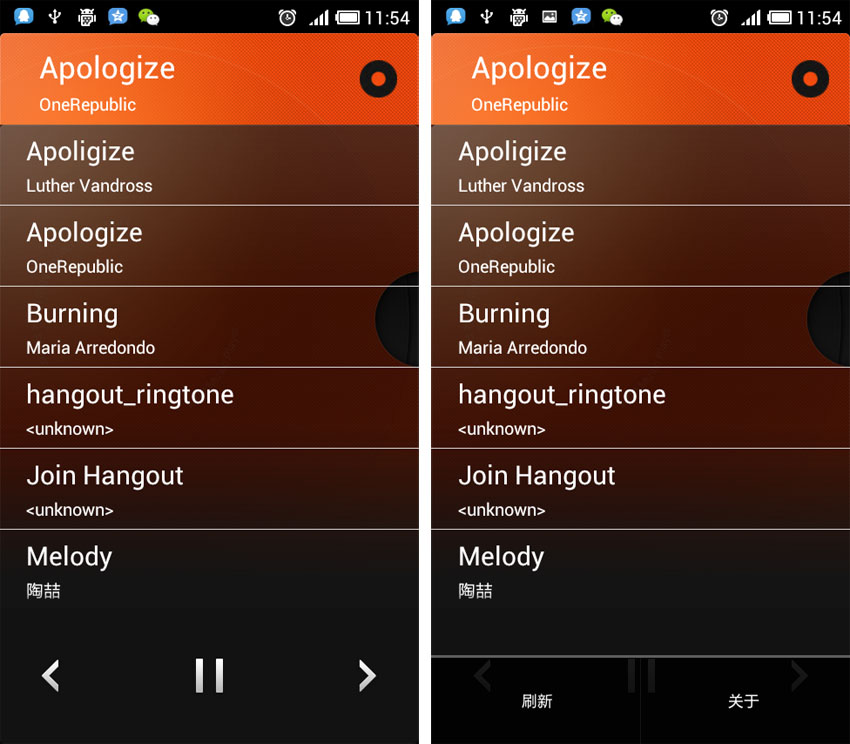 11:54
Apologize
OneRepublic
Apoligize
Luther Vandross
Apologize
OneRepublic
Burning
Maria Arredondo
hangout_ringtone
<unknown>
Join Hangout
<unknown>
Melody
陶喆
11:54
Apologize
OneRepublic
Apoligize
Luther Vandross
Apologize
OneRepublic
Burning
Maria Arredondo
hangout_ringtone
<unknown>
Join Hangout
<unknown>
Melody
陶喆
刷新
关于